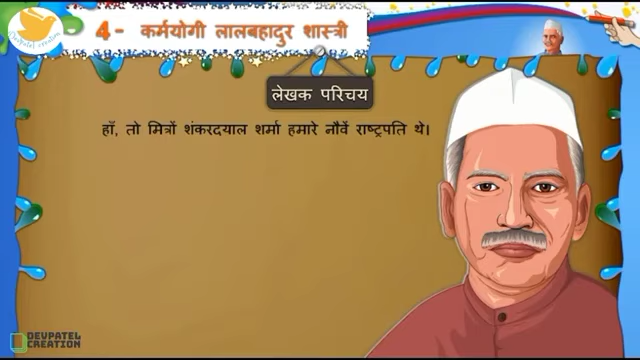 4- कर्मयोगी लालबहादुर शास्त्री
लेखक परिचय
हाँ, तो मित्रों शंकरदयाल शर्मा हमारे नौवें राष्ट्रपति थे।
DEVPATEL
CREATION